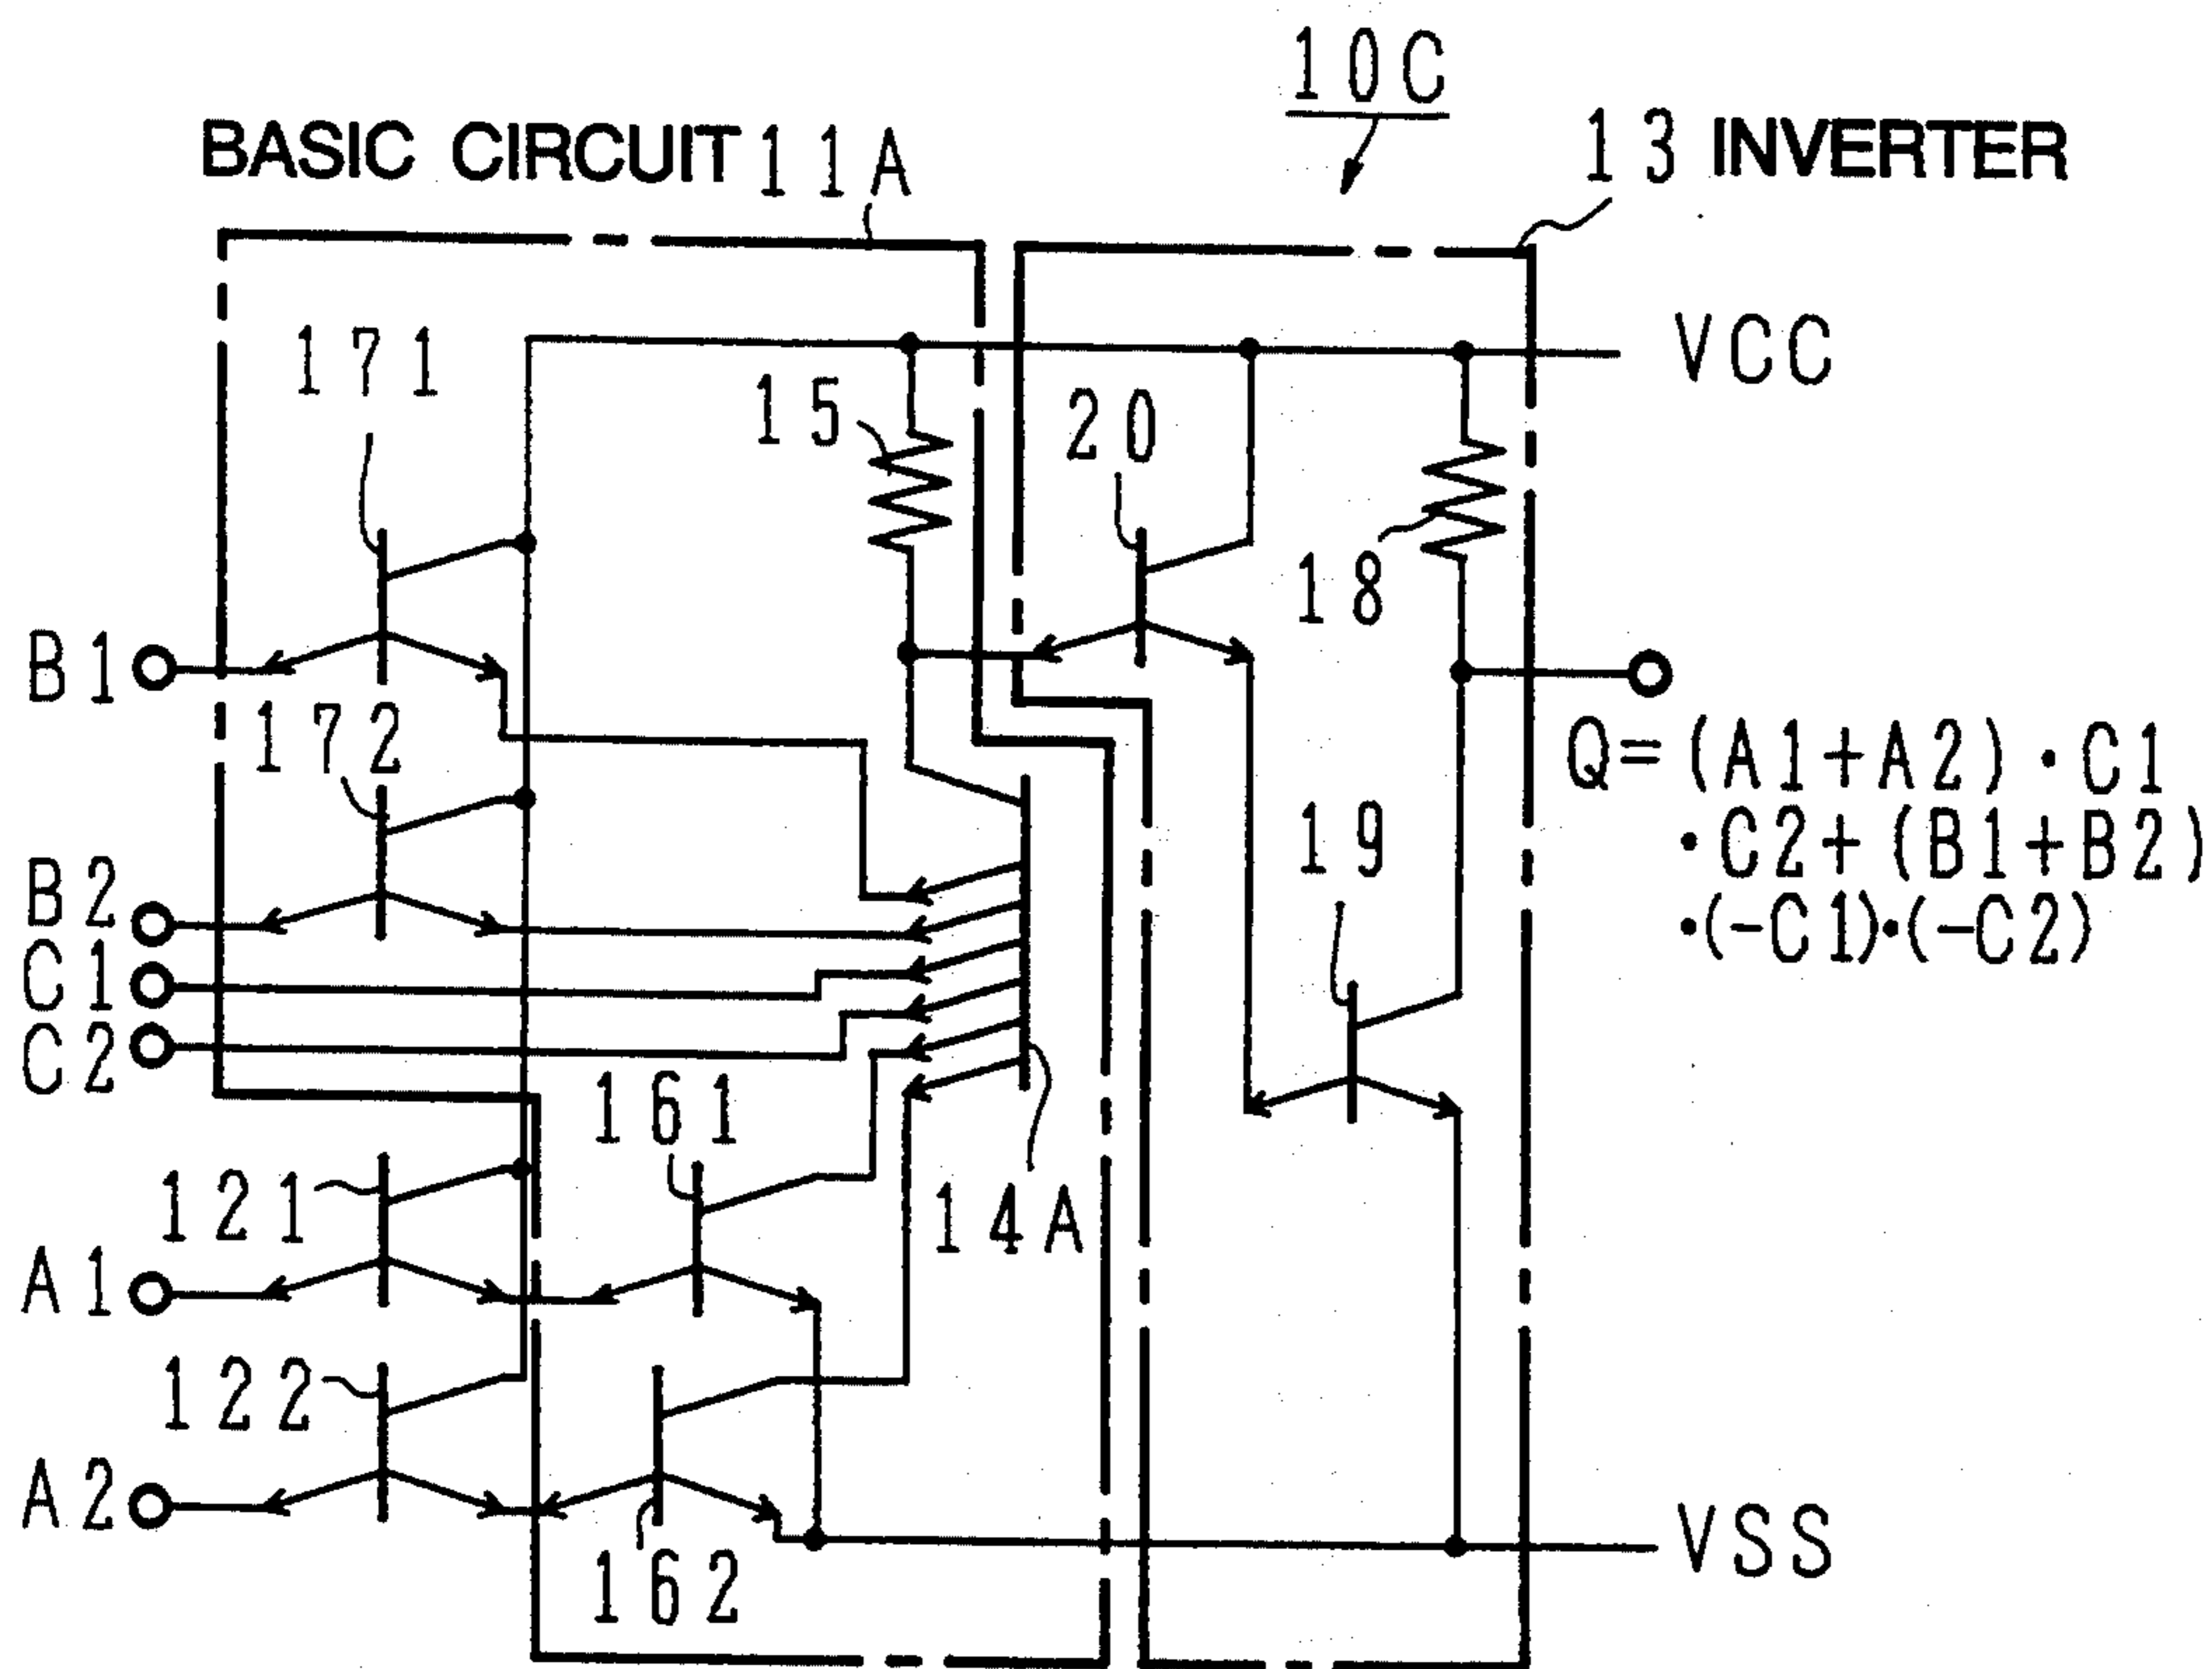 10C
BASIC CIRCUIT 11A
13 INVERTER
171
VCC
15
20
18
B1
172
Q=(A1+A2)·C1
·C2+(B1+B2)
·(-C1)·(-C2)
19
B2
C1
C2
161
121
14A
A1
122
A2
162
VSS